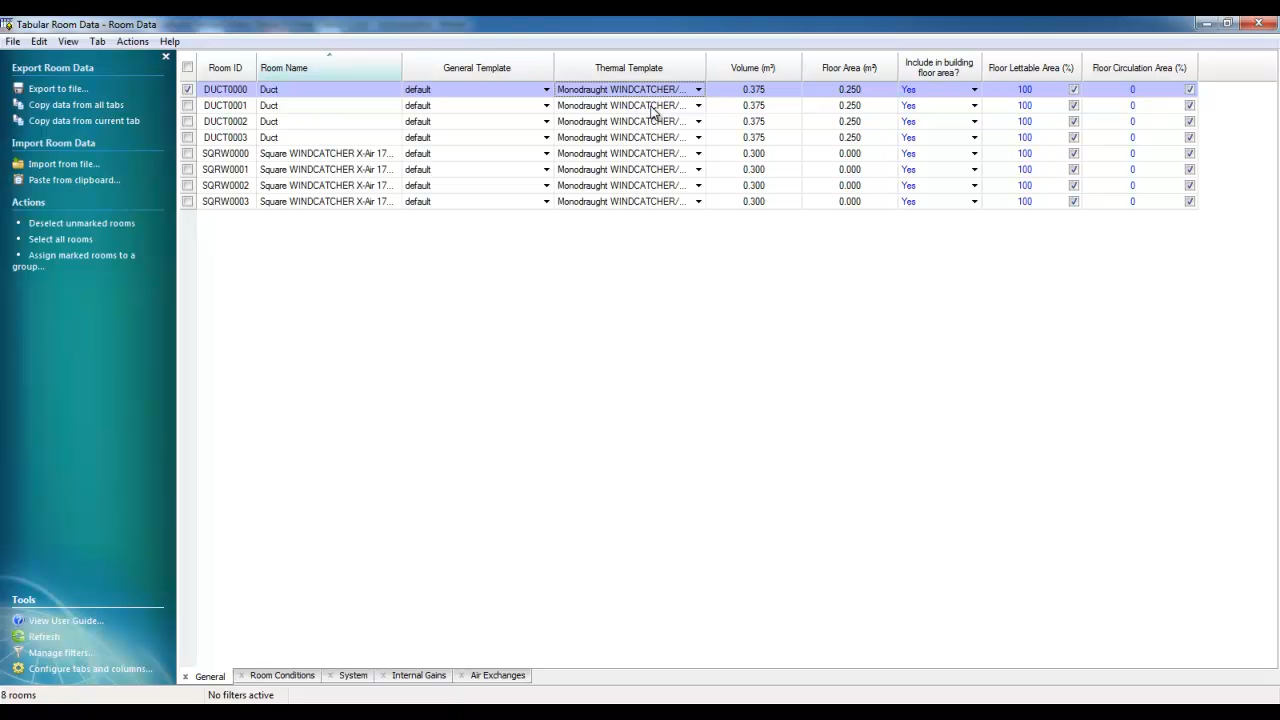 Tabular Room Data - Room Data
File Edit View Tab Actions Help
Export Room Data
Export to file...
Copy data from all tabs
Copy data from current tab
Import Room Data
Import from file...
Paste from clipboard...
Actions
Deselect unmarked rooms
Select all rooms
Assign marked rooms to a
group...
Tools
View User Guide...
Refresh
Manage filters...
Configure tabs and columns...
Room ID Room Name General Template Thermal Template Volume (m³) Floor Area (m²) Include in building floor area? Floor Lettable Area (%) Floor Circulation Area (%)
DUCT0000 Duct default Monodraught WINDCATCHER/... 0.375 0.250 Yes 100 0
DUCT0001 Duct default Monodraught WINDCATCHER/... 0.375 0.250 Yes 100 0
DUCT0002 Duct default Monodraught WINDCATCHER/... 0.375 0.250 Yes 100 0
DUCT0003 Duct default Monodraught WINDCATCHER/... 0.375 0.250 Yes 100 0
SQRW0000 Square WINDCATCHER X-Air 17... default Monodraught WINDCATCHER/... 0.300 0.000 Yes 100 0
SQRW0001 Square WINDCATCHER X-Air 17... default Monodraught WINDCATCHER/... 0.300 0.000 Yes 100 0
SQRW0002 Square WINDCATCHER X-Air 17... default Monodraught WINDCATCHER/... 0.300 0.000 Yes 100 0
SQRW0003 Square WINDCATCHER X-Air 17... default Monodraught WINDCATCHER/... 0.300 0.000 Yes 100 0
General Room Conditions System Internal Gains Air Exchanges
8 rooms No filters active